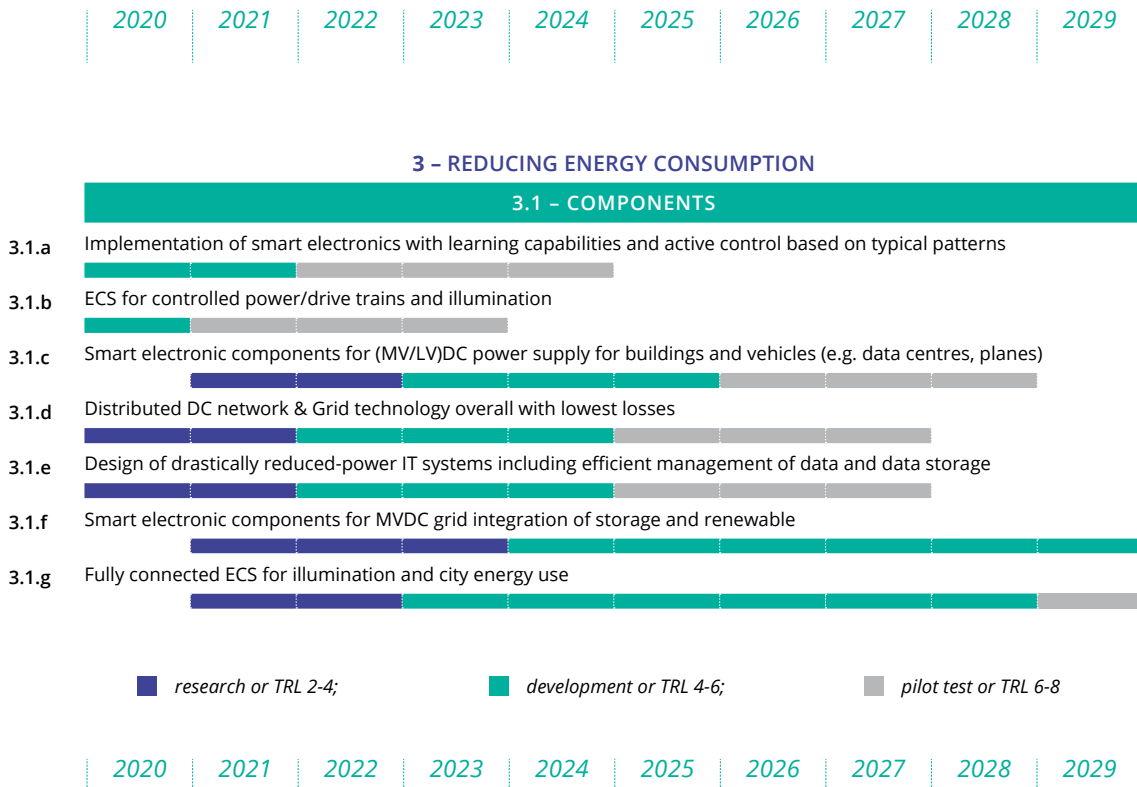 2020 2021 2022 2023 2024 2025 2026 2027 2028 2029
3 – REDUCING ENERGY CONSUMPTION
3.1 – COMPONENTS
3.1.a Implementation of smart electronics with learning capabilities and active control based on typical patterns
3.1.b ECS for controlled power/drive trains and illumination
3.1.c Smart electronic components for (MV/LV)DC power supply for buildings and vehicles (e.g. data centres, planes)
3.1.d Distributed DC network & Grid technology overall with lowest losses
3.1.e Design of drastically reduced-power IT systems including efficient management of data and data storage
3.1.f Smart electronic components for MVDC grid integration of storage and renewable
3.1.g Fully connected ECS for illumination and city energy use
research or TRL 2-4; development or TRL 4-6; pilot test or TRL 6-8
2020 2021 2022 2023 2024 2025 2026 2027 2028 2029